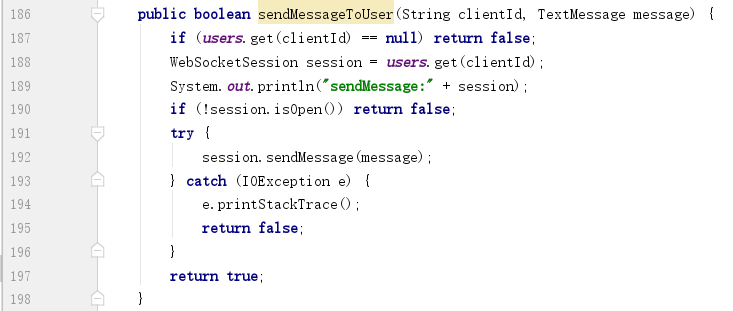 186 public boolean sendMessageToUser(String clientId, TextMessage message) {
187 if (users.get(clientId) == null) return false;
188 WebSocketSession session = users.get(clientId);
189 System.out.println("sendMessage:" + session);
190 if (!session.isOpen()) return false;
191 try {
192 session.sendMessage(message);
193 } catch (IOException e) {
194 e.printStackTrace();
195 return false;
196 }
197 return true;
198 }